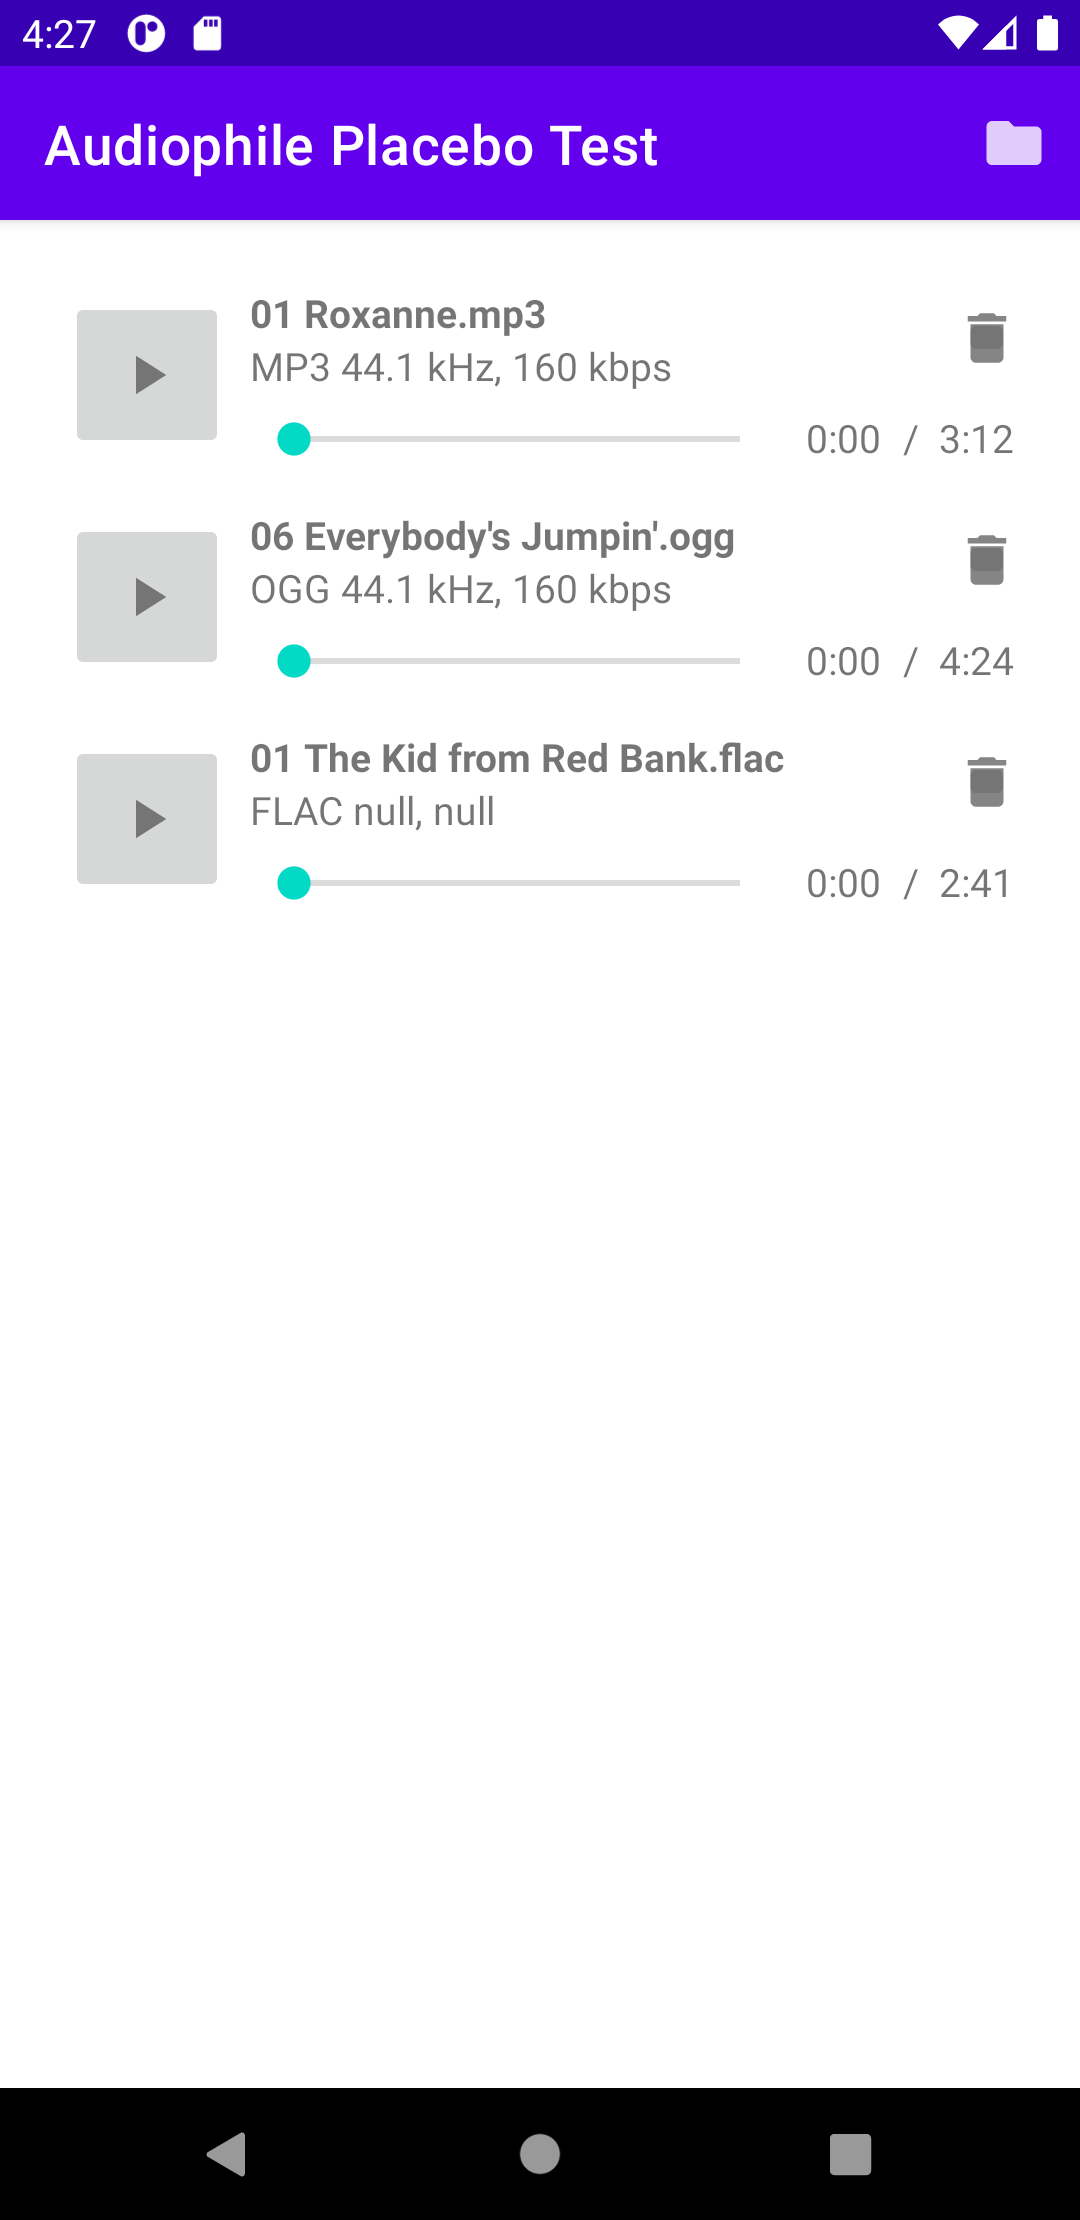 4:27
Audiophile Placebo Test
01 Roxanne.mp3
MP3 44.1 kHz, 160 kbps
0:00 / 3:12
06 Everybody's Jumpin'.ogg
OGG 44.1 kHz, 160 kbps
0:00 / 4:24
01 The Kid from Red Bank.flac
FLAC null, null
0:00 / 2:41